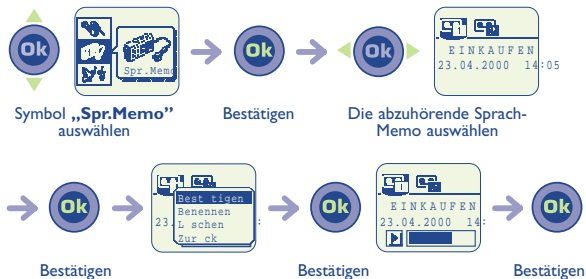 Ok
Spr.Memo
Ok
Ok
EINKAUFEN
23.04.2000 14:05
Symbol „Spr.Memo”
auswählen
Bestätigen
Die abzuhörende Sprach-
Memo auswählen
Ok
Best tigen
Benennen
L schen
Zur ck
23.
:
Ok
EINKAUFEN
23.04.2000 14:
Ok
Bestätigen
Bestätigen
Bestätigen